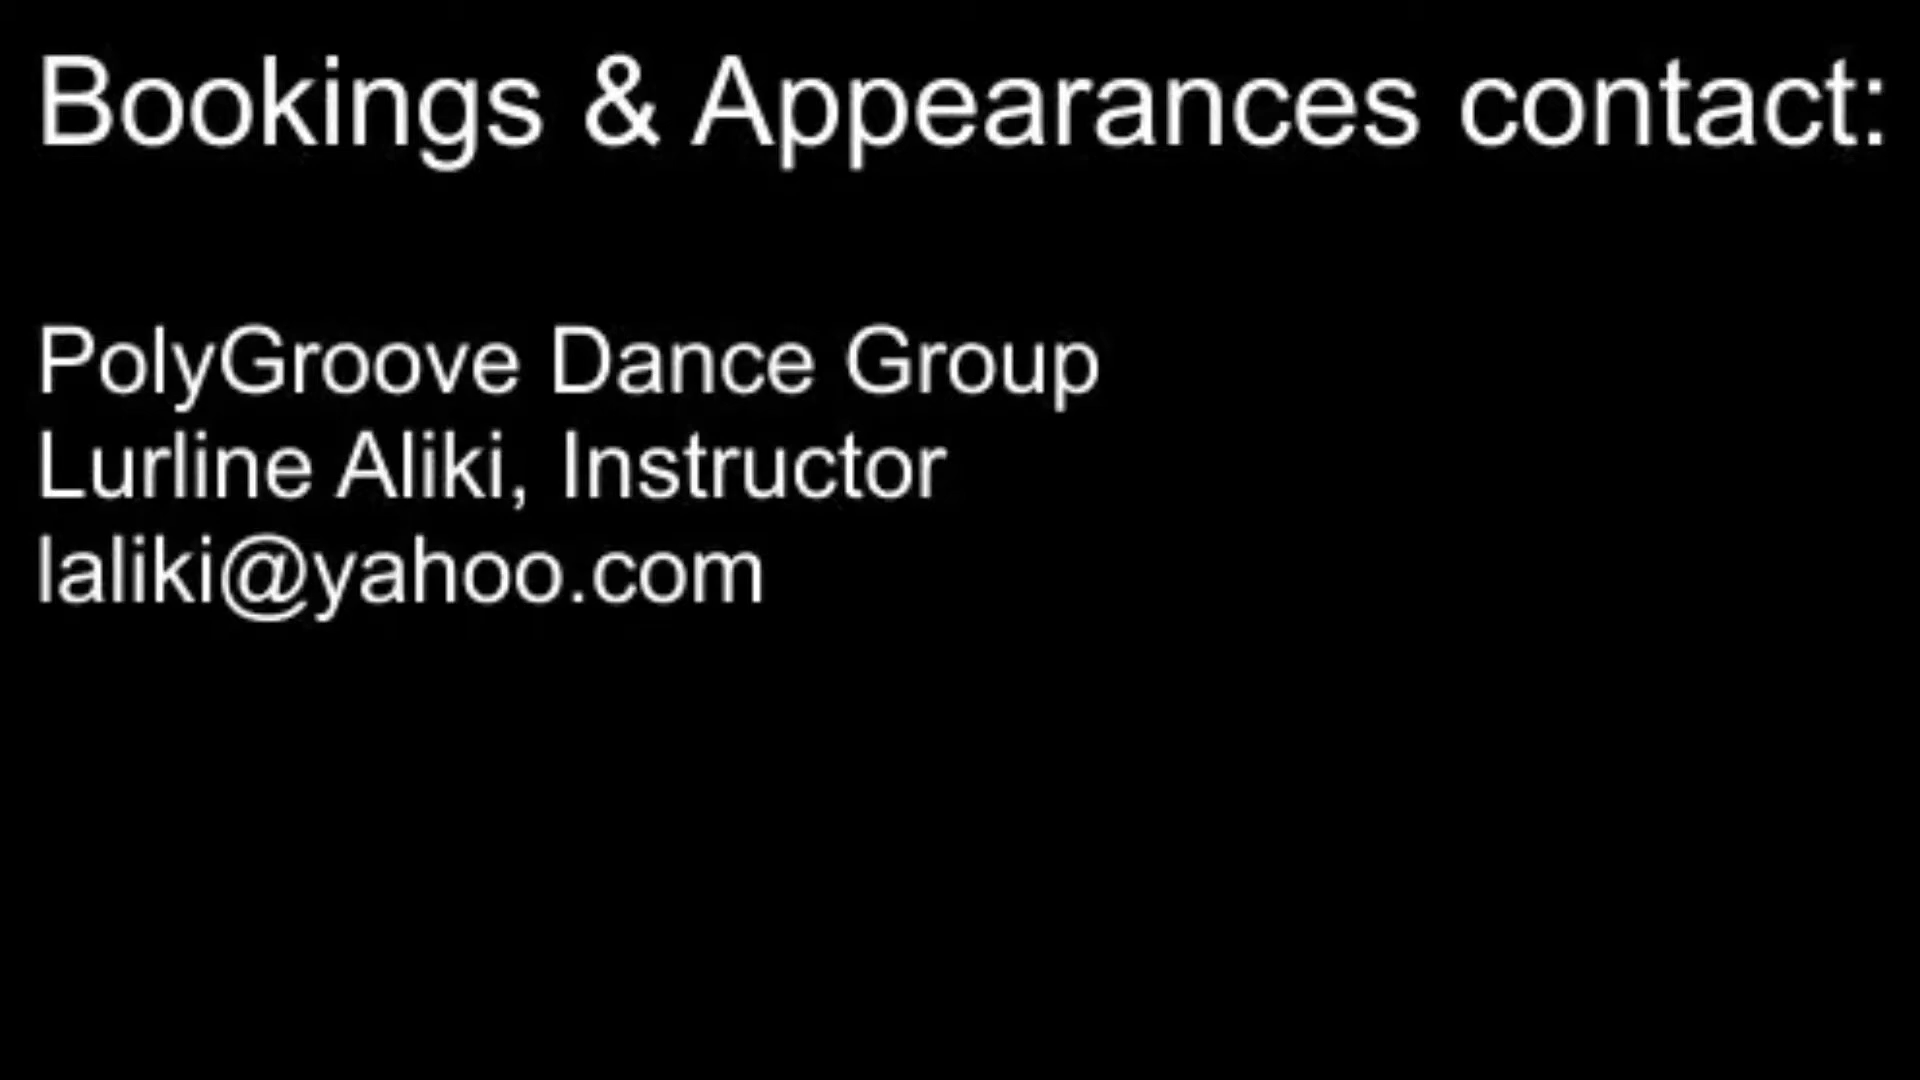 Bookings & Appearances contact:
PolyGroove Dance Group
Lurline Aliki, Instructor
laliki@yahoo.com